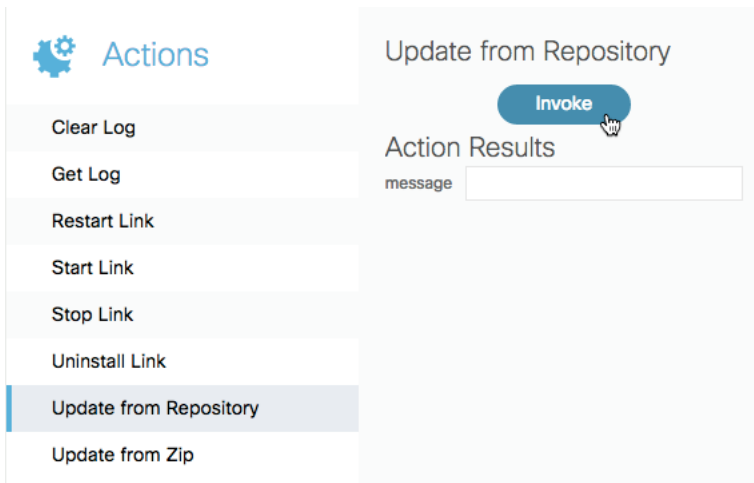 Actions
Clear Log
Get Log
Restart Link
Start Link
Stop Link
Uninstall Link
Update from Repository
Update from Zip
Update from Repository
Invoke
Action Results
message